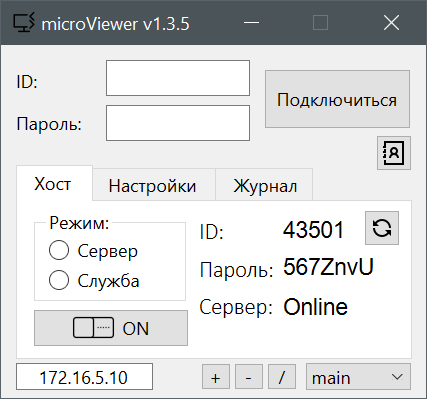 microViewer v1.3.5
ID:
Пароль:
Подключиться
Хост
Настройки
Журнал
Режим:
Сервер
Служба
ON
ID:
43501
Пароль:
567ZnvU
Сервер:
Online
172.16.5.10
+
-
/
main